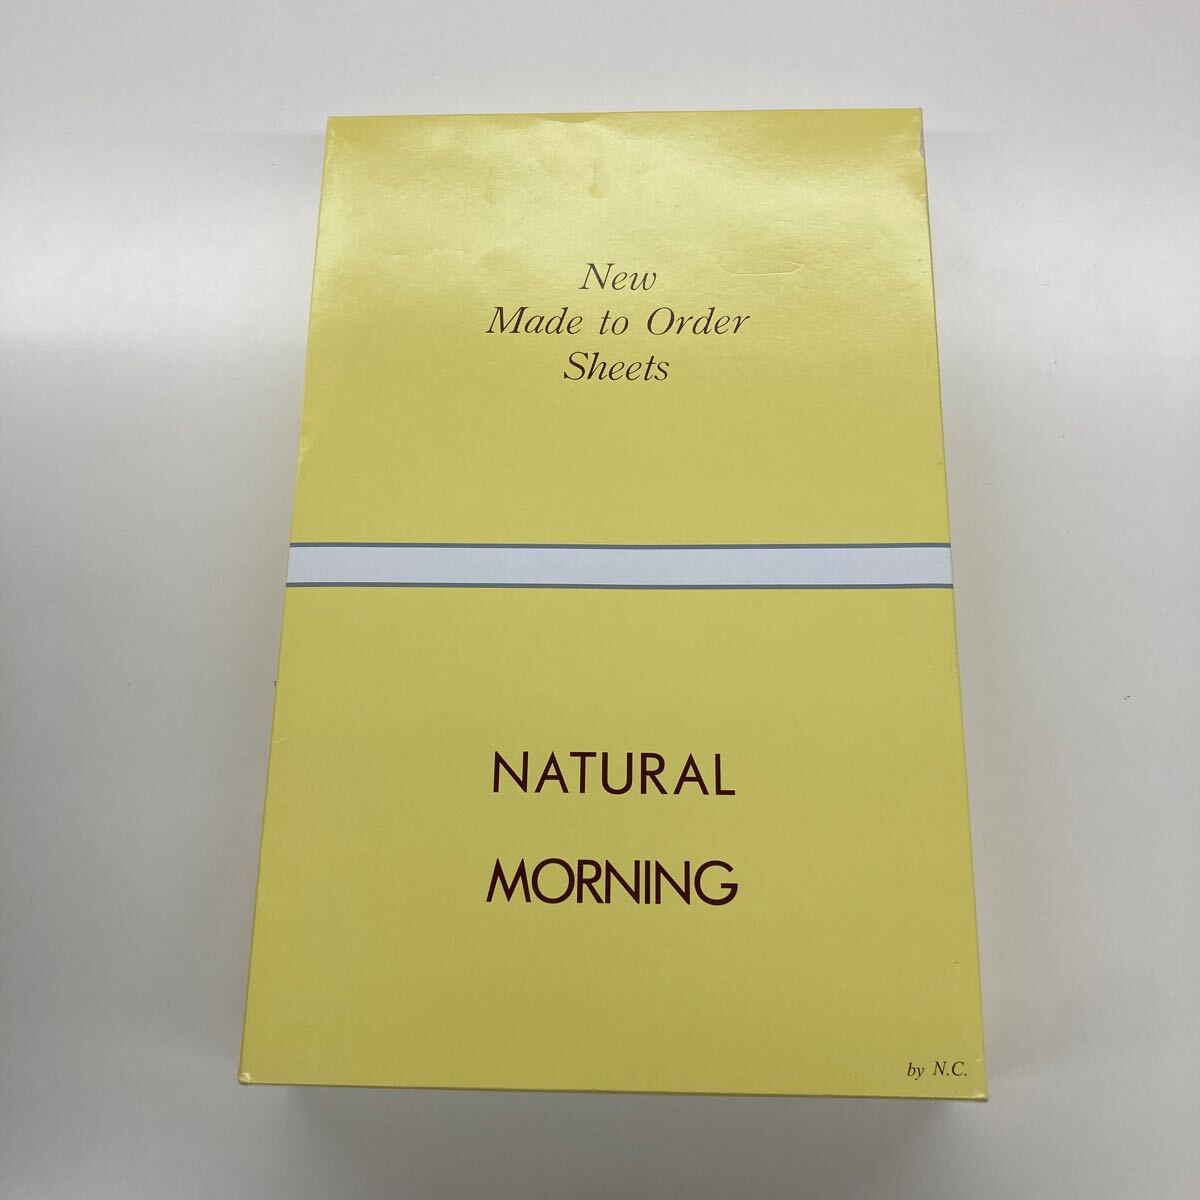 New
Made to Order
Sheets
NATURAL
MORNING
by N.C.